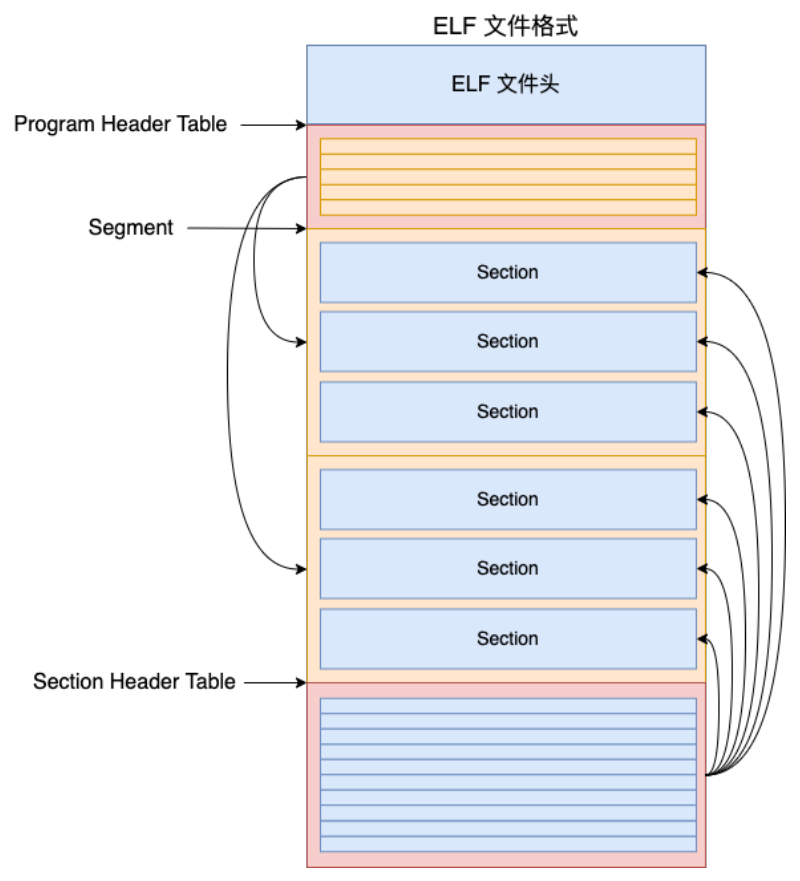 ELF 文件格式
ELF 文件头
Program Header Table
Segment
Section
Section
Section
Section
Section
Section
Section Header Table